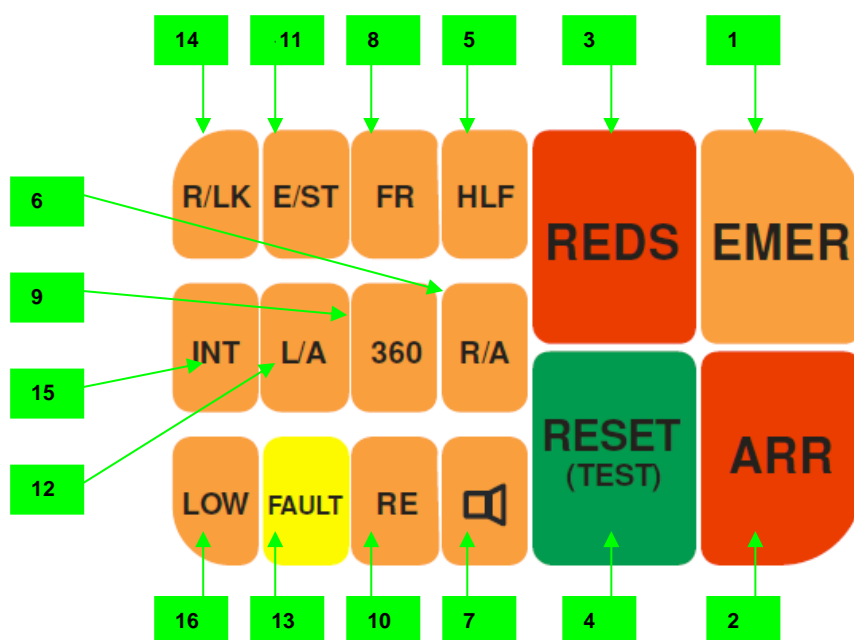 14 11 8 5 3 1
R/LK E/ST FR HLF REDS EMER
6
9
INT L/A 360 R/A
15
12
RESET
(TEST)
ARR
LOW FAULT RE
16 13 10 7 4 2